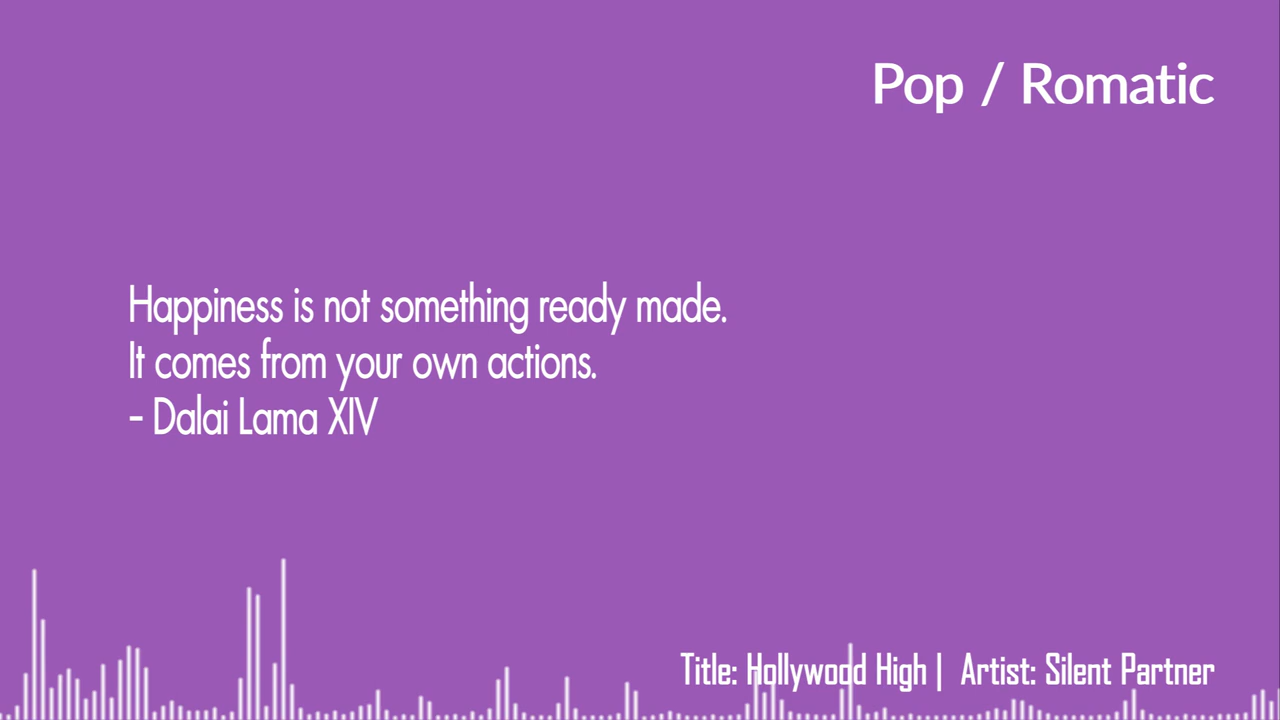 Pop / Romatic
Happiness is not something ready made.
It comes from your own actions.
- Dalai Lama XIV
Title: Hollywood High | Artist: Silent Partner